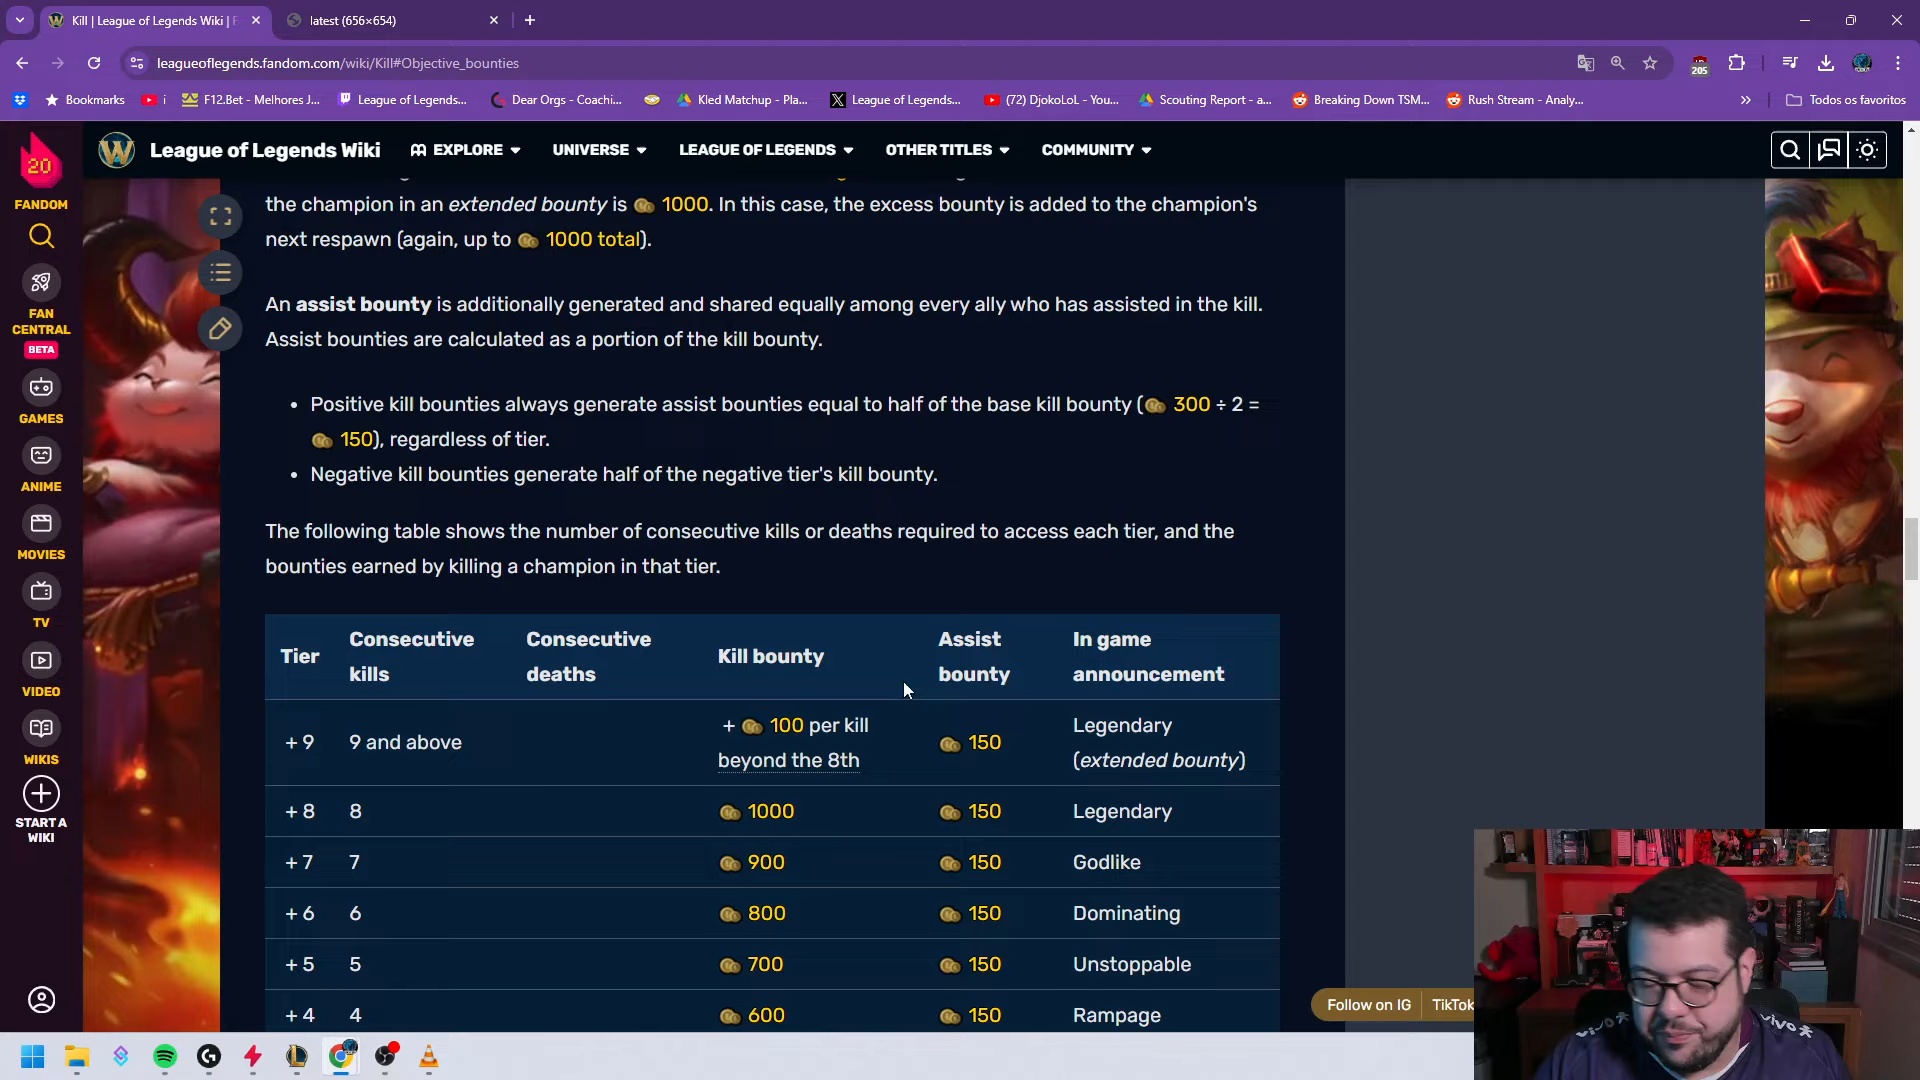 Kill | League of Legends Wiki | F
latest (656×654)
leagueoflegends.fandom.com/wiki/Kill#Objective_bounties
205
Bookmarks
i
F12.Bet - Melhores J...
League of Legends...
Dear Orgs - Coachi...
Kled Matchup - Pla...
League of Legends...
(72) DjokoLoL - You...
Scouting Report - a...
Breaking Down TSM...
Rush Stream - Analy...
Todos os favoritos
20
FANDOM
FAN CENTRAL
BETA
GAMES
ANIME
MOVIES
TV
VIDEO
WIKIS
START A WIKI
League of Legends Wiki
EXPLORE
UNIVERSE
LEAGUE OF LEGENDS
OTHER TITLES
COMMUNITY
the champion in an extended bounty is 1000. In this case, the excess bounty is added to the champion's
next respawn (again, up to 1000 total).
An assist bounty is additionally generated and shared equally among every ally who has assisted in the kill.
Assist bounties are calculated as a portion of the kill bounty.
• Positive kill bounties always generate assist bounties equal to half of the base kill bounty (300 ÷ 2 =
150), regardless of tier.
• Negative kill bounties generate half of the negative tier's kill bounty.
The following table shows the number of consecutive kills or deaths required to access each tier, and the
bounties earned by killing a champion in that tier.
Tier Consecutive kills Consecutive deaths Kill bounty Assist bounty In game announcement
+ 9 9 and above + 100 per kill beyond the 8th 150 Legendary (extended bounty)
+ 8 8 1000 150 Legendary
+ 7 7 900 150 Godlike
+ 6 6 800 150 Dominating
+ 5 5 700 150 Unstoppable
+ 4 4 600 150 Rampage
Follow on IG
TikTok
vivo
vivo